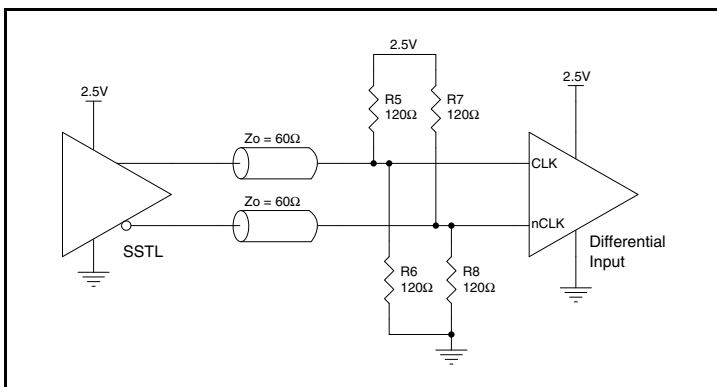 2.5V
2.5V
2.5V
R5
120Ω
R7
120Ω
Zo = 60Ω
CLK
Zo = 60Ω
nCLK
SSTL
Differential
Input
R6
120Ω
R8
120Ω